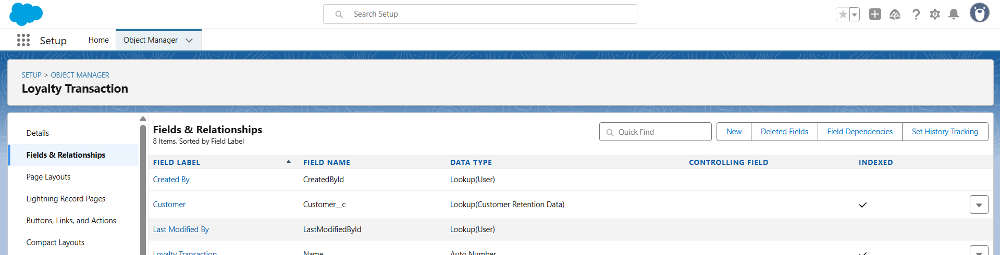 Search Setup
Setup
Home
Object Manager
SETUP > OBJECT MANAGER
Loyalty Transaction
Details
Fields & Relationships
Page Layouts
Lightning Record Pages
Buttons, Links, and Actions
Compact Layouts
Fields & Relationships
8 Items, Sorted by Field Label
Quick Find
New
Deleted Fields
Field Dependencies
Set History Tracking
FIELD LABEL FIELD NAME DATA TYPE CONTROLLING FIELD INDEXED
Created By CreatedById Lookup(User)
Customer Customer__c Lookup(Customer Retention Data)
Last Modified By LastModifiedById Lookup(User)
Loyalty Transaction Name Auto Number